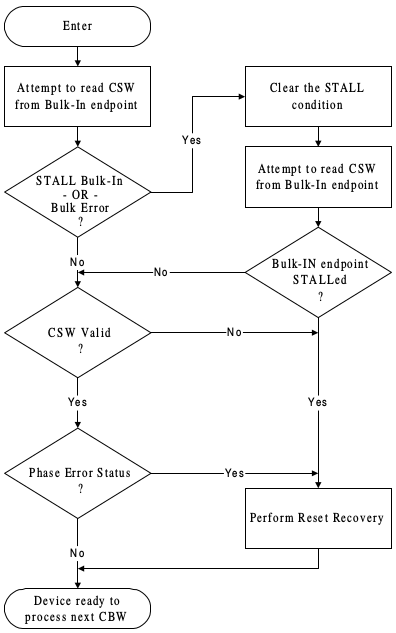 Enter
Attempt to read CSW
from Bulk-In endpoint
Clear the STALL
condition
Yes
STALL Bulk-In
- OR -
Bulk Error
?
Attempt to read CSW
from Bulk-In endpoint
No
No
Bulk-IN endpoint
STALLed
?
CSW Valid
?
No
Yes
Yes
Phase Error Status
?
Yes
Perform Reset Recovery
No
Device ready to
process next CBW